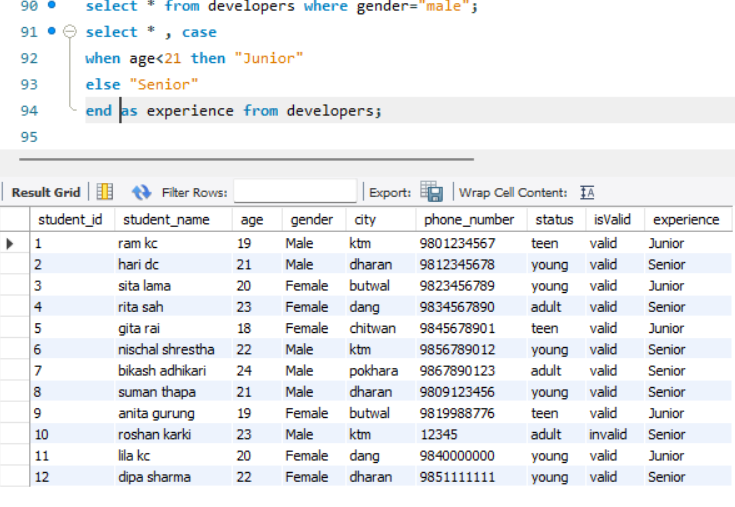 90 select * from developers where gender="male";
91 select * , case
92 when age<21 then "Junior"
93 else "Senior"
94 end as experience from developers;
95
Result Grid Filter Rows: Export: Wrap Cell Content: IA
student_id student_name age gender city phone_number status isValid experience
1 ram kc 19 Male ktm 9801234567 teen valid Junior
2 hari dc 21 Male dharan 9812345678 young valid Senior
3 sita lama 20 Female butwal 9823456789 young valid Junior
4 rita sah 23 Female dang 9834567890 adult valid Senior
5 gita rai 18 Female chitwan 9845678901 teen valid Junior
6 nischal shrestha 22 Male ktm 9856789012 young valid Senior
7 bikash adhikari 24 Male pokhara 9867890123 adult valid Senior
8 suman thapa 21 Male dharan 9809123456 young valid Senior
9 anita gurung 19 Female butwal 9819988776 teen valid Junior
10 roshan karki 23 Male ktm 12345 adult invalid Senior
11 lila kc 20 Female dang 9840000000 young valid Junior
12 dipa sharma 22 Female dharan 9851111111 young valid Senior